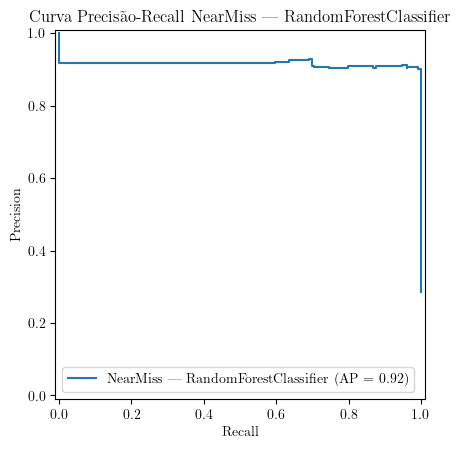 Curva Precisão-Recall NearMiss — RandomForestClassifier
1.0
0.8
0.6
0.4
0.2
0.0
Precision
NearMiss — RandomForestClassifier (AP = 0.92)
0.0 0.2 0.4 0.6 0.8 1.0
Recall